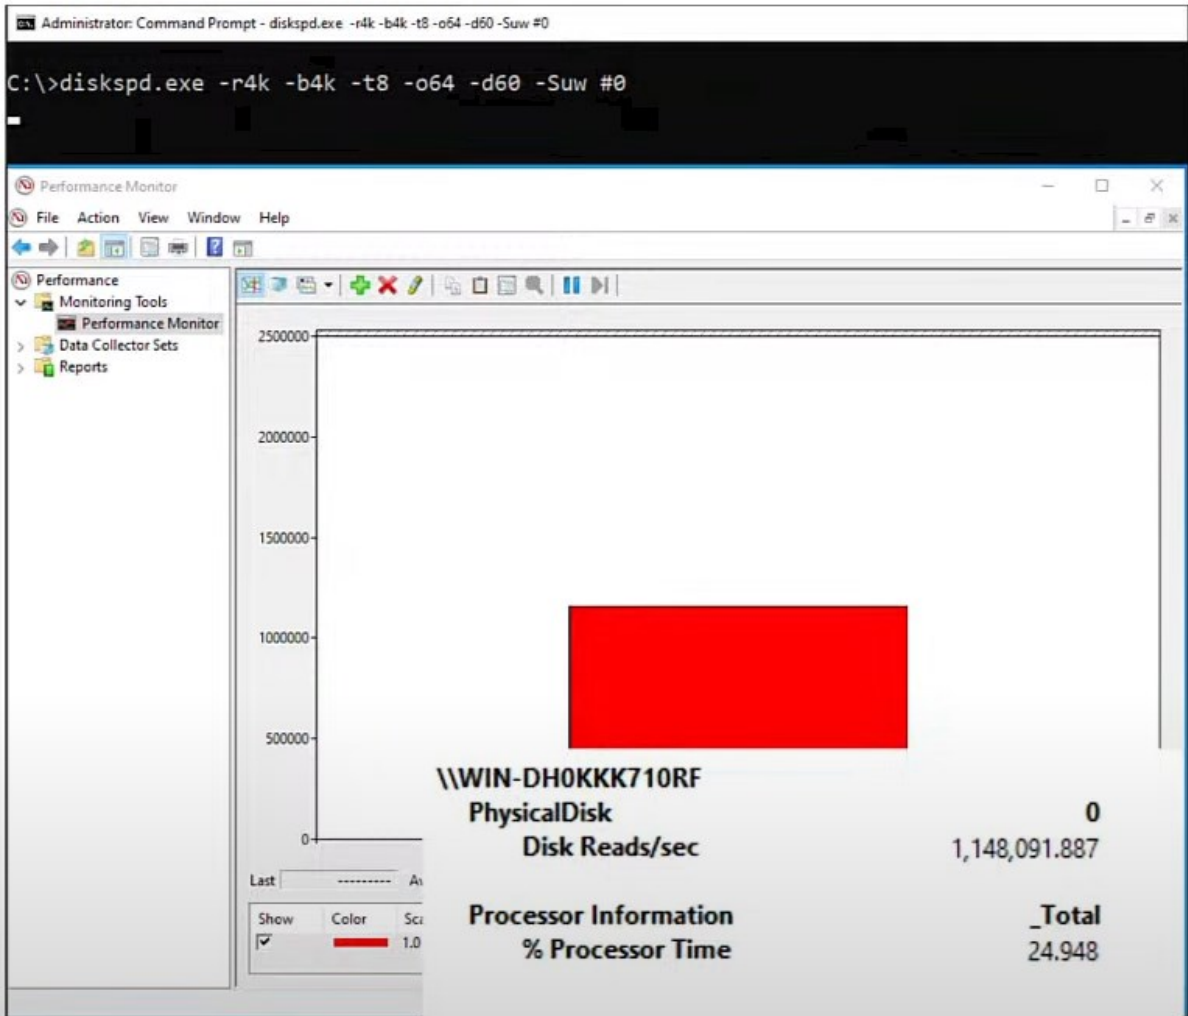 Administrator: Command Prompt - diskspd.exe -r4k -b4k -t8 -o64 -d60 -Suw #0
C:\>diskspd.exe -r4k -b4k -t8 -o64 -d60 -Suw #0
Performance Monitor
File Action View Window Help
Performance
Monitoring Tools
Performance Monitor
Data Collector Sets
Reports
2500000
2000000
1500000
1000000
500000
0
\\WIN-DH0KKK710RF
PhysicalDisk 0
Disk Reads/sec 1,148,091.887
Processor Information _Total
% Processor Time 24.948
Last ---------
Show Color
1.0